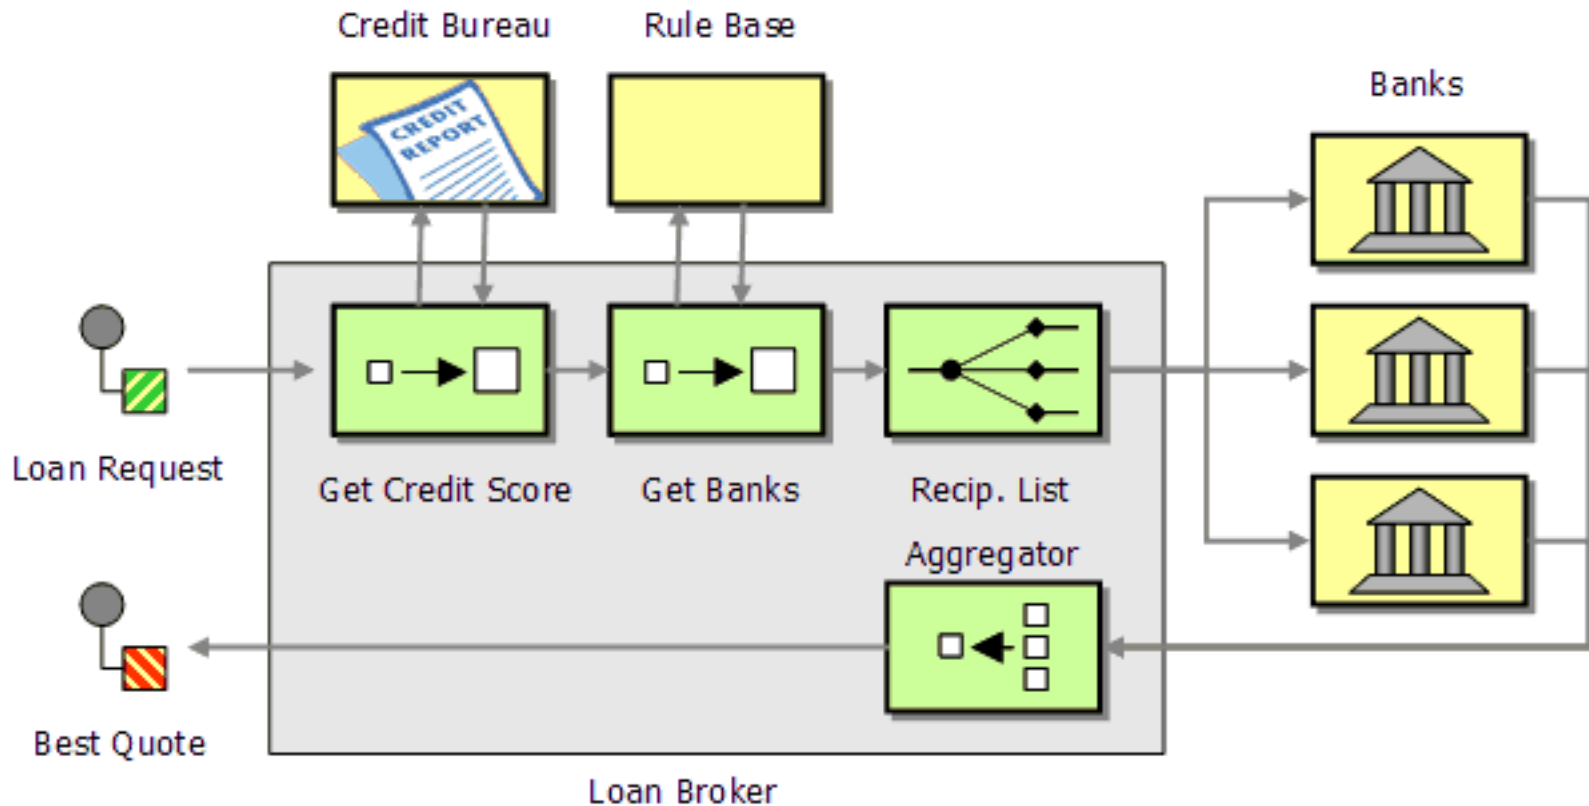 Credit Bureau
Rule Base
Banks
CREDIT
REPORT
Loan Request
Get Credit Score
Get Banks
Recip. List
Aggregator
Best Quote
Loan Broker